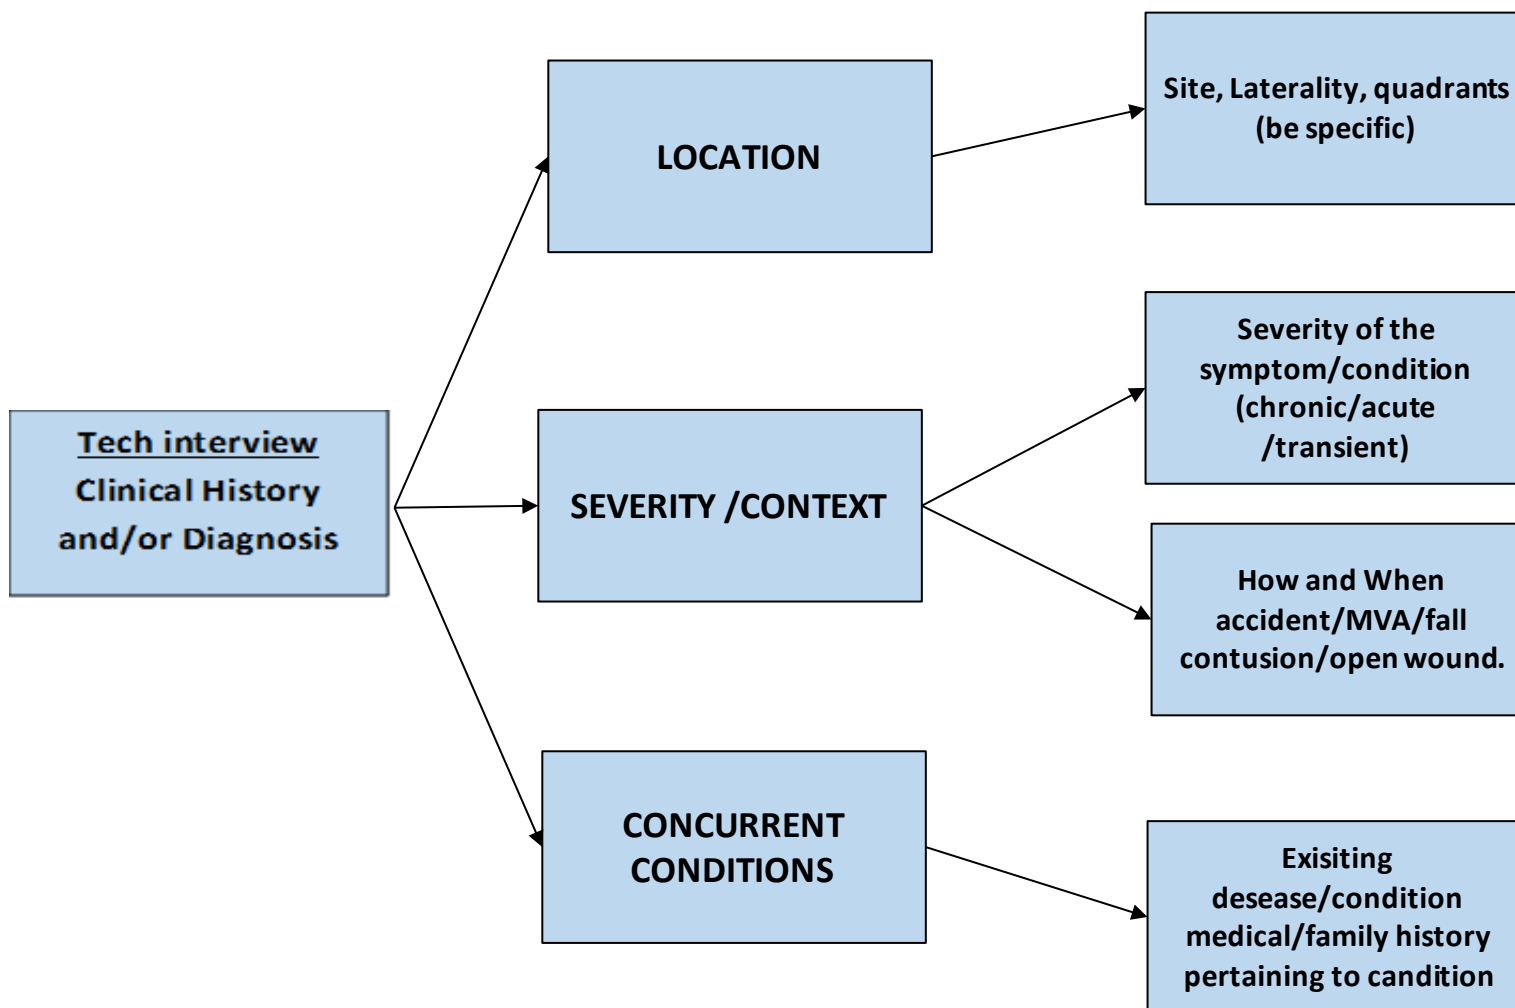 Tech interview
Clinical History
and/or Diagnosis
LOCATION
Site, Laterality, quadrants
(be specific)
SEVERITY /CONTEXT
Severity of the
symptom/condition
(chronic/acute
/transient)
How and When
accident/MVA/fall
contusion/open wound.
CONCURRENT
CONDITIONS
Exisiting
desease/condition
medical/family history
pertaining to candition